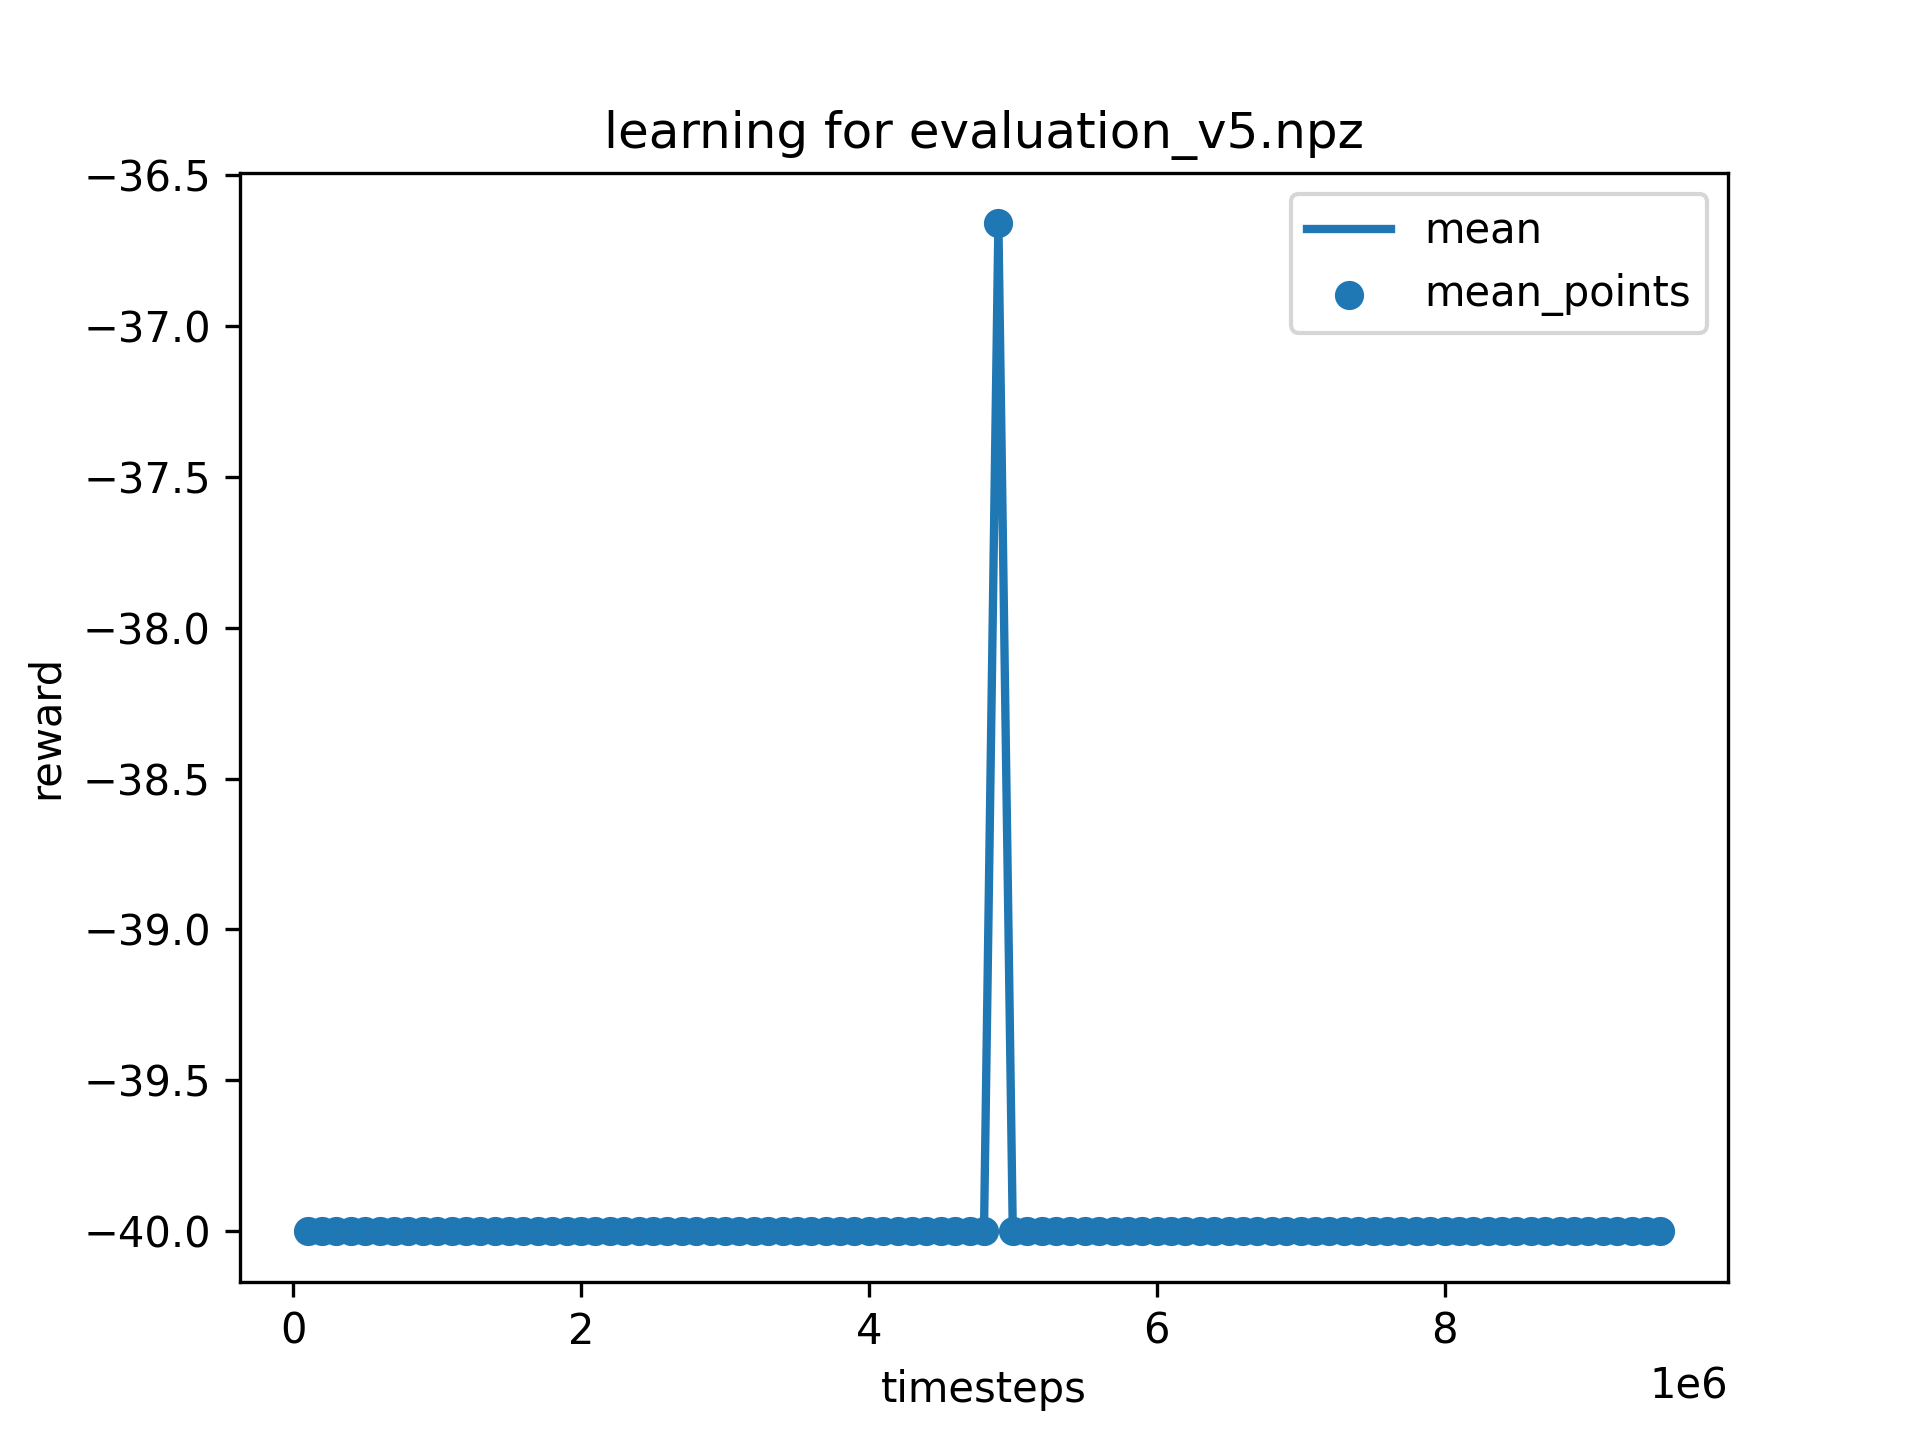 learning for evaluation_v5.npz
−36.5
−37.0
−37.5
−38.0
−38.5
−39.0
−39.5
−40.0
reward
mean
mean_points
0 2 4 6 8
1e6
timesteps